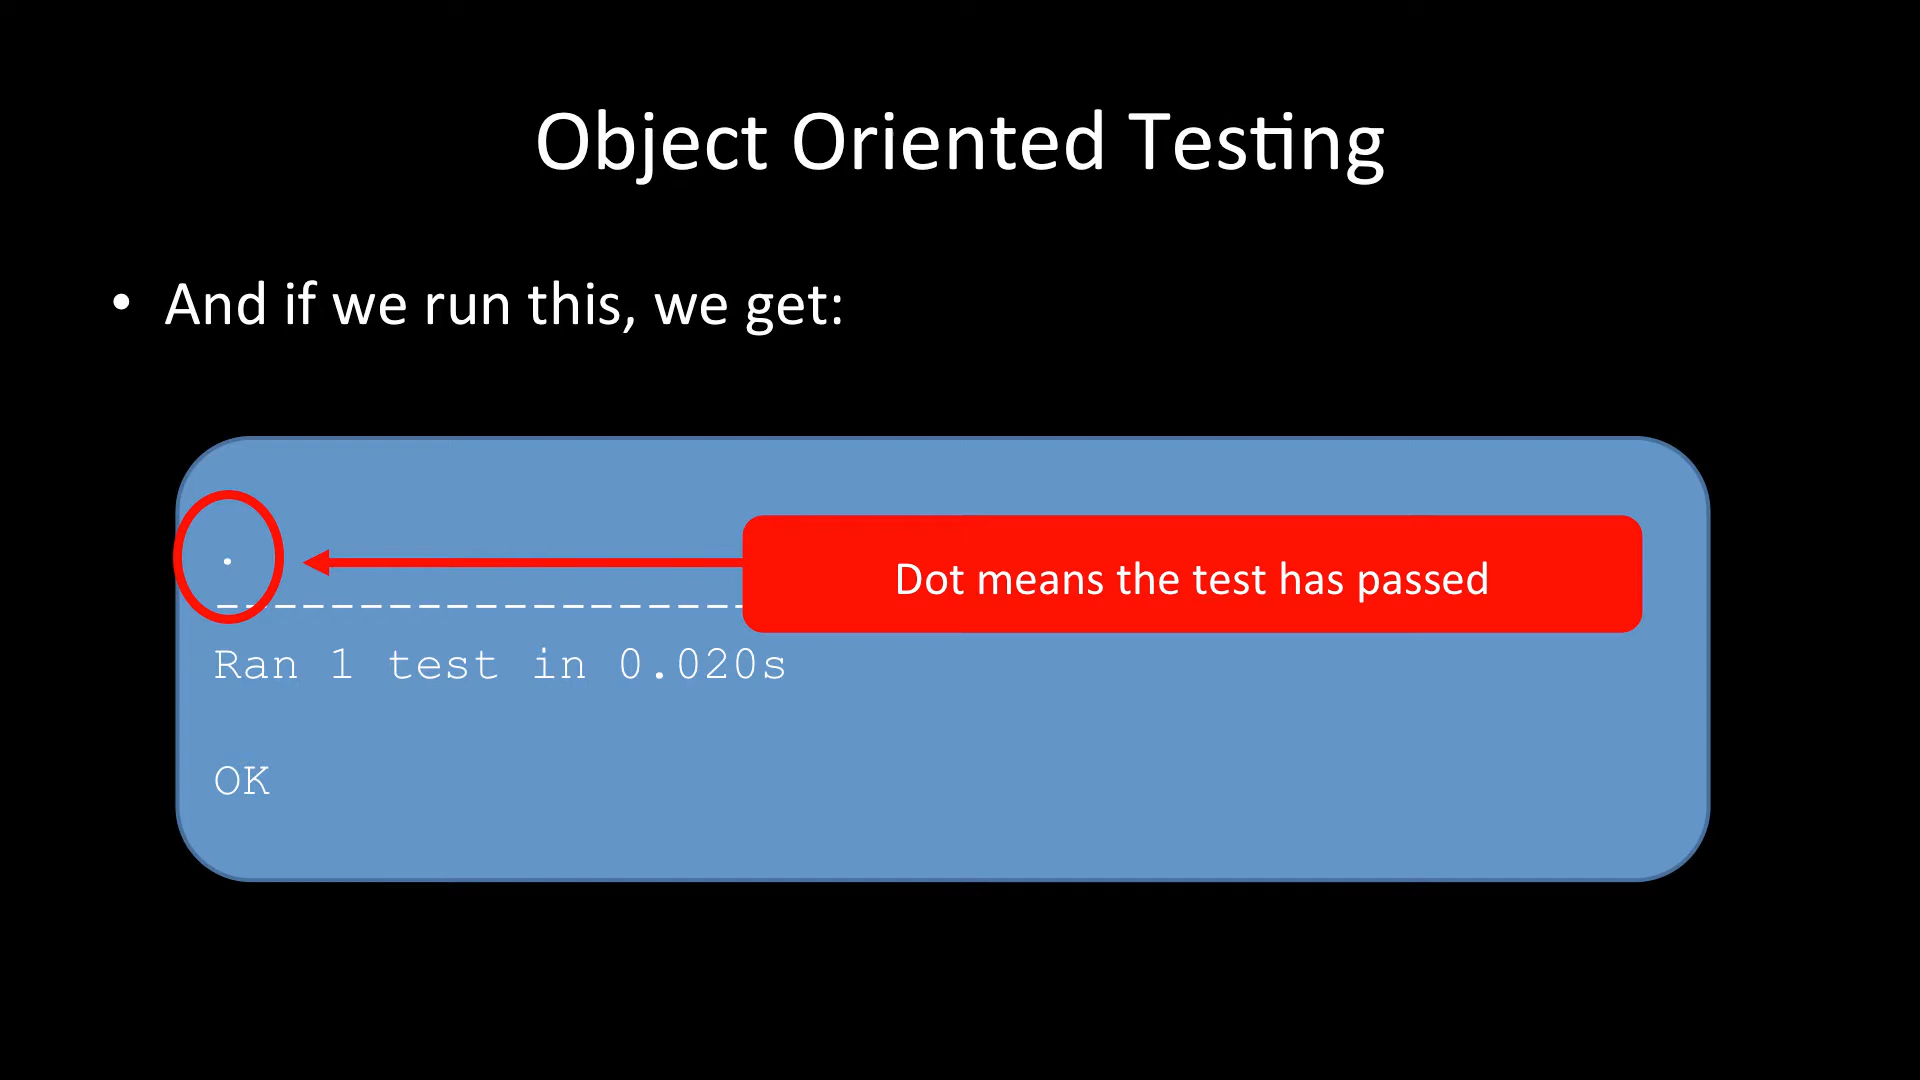 Object Oriented Testing
• And if we run this, we get:
.
-------------------
Dot means the test has passed
Ran 1 test in 0.020s
OK